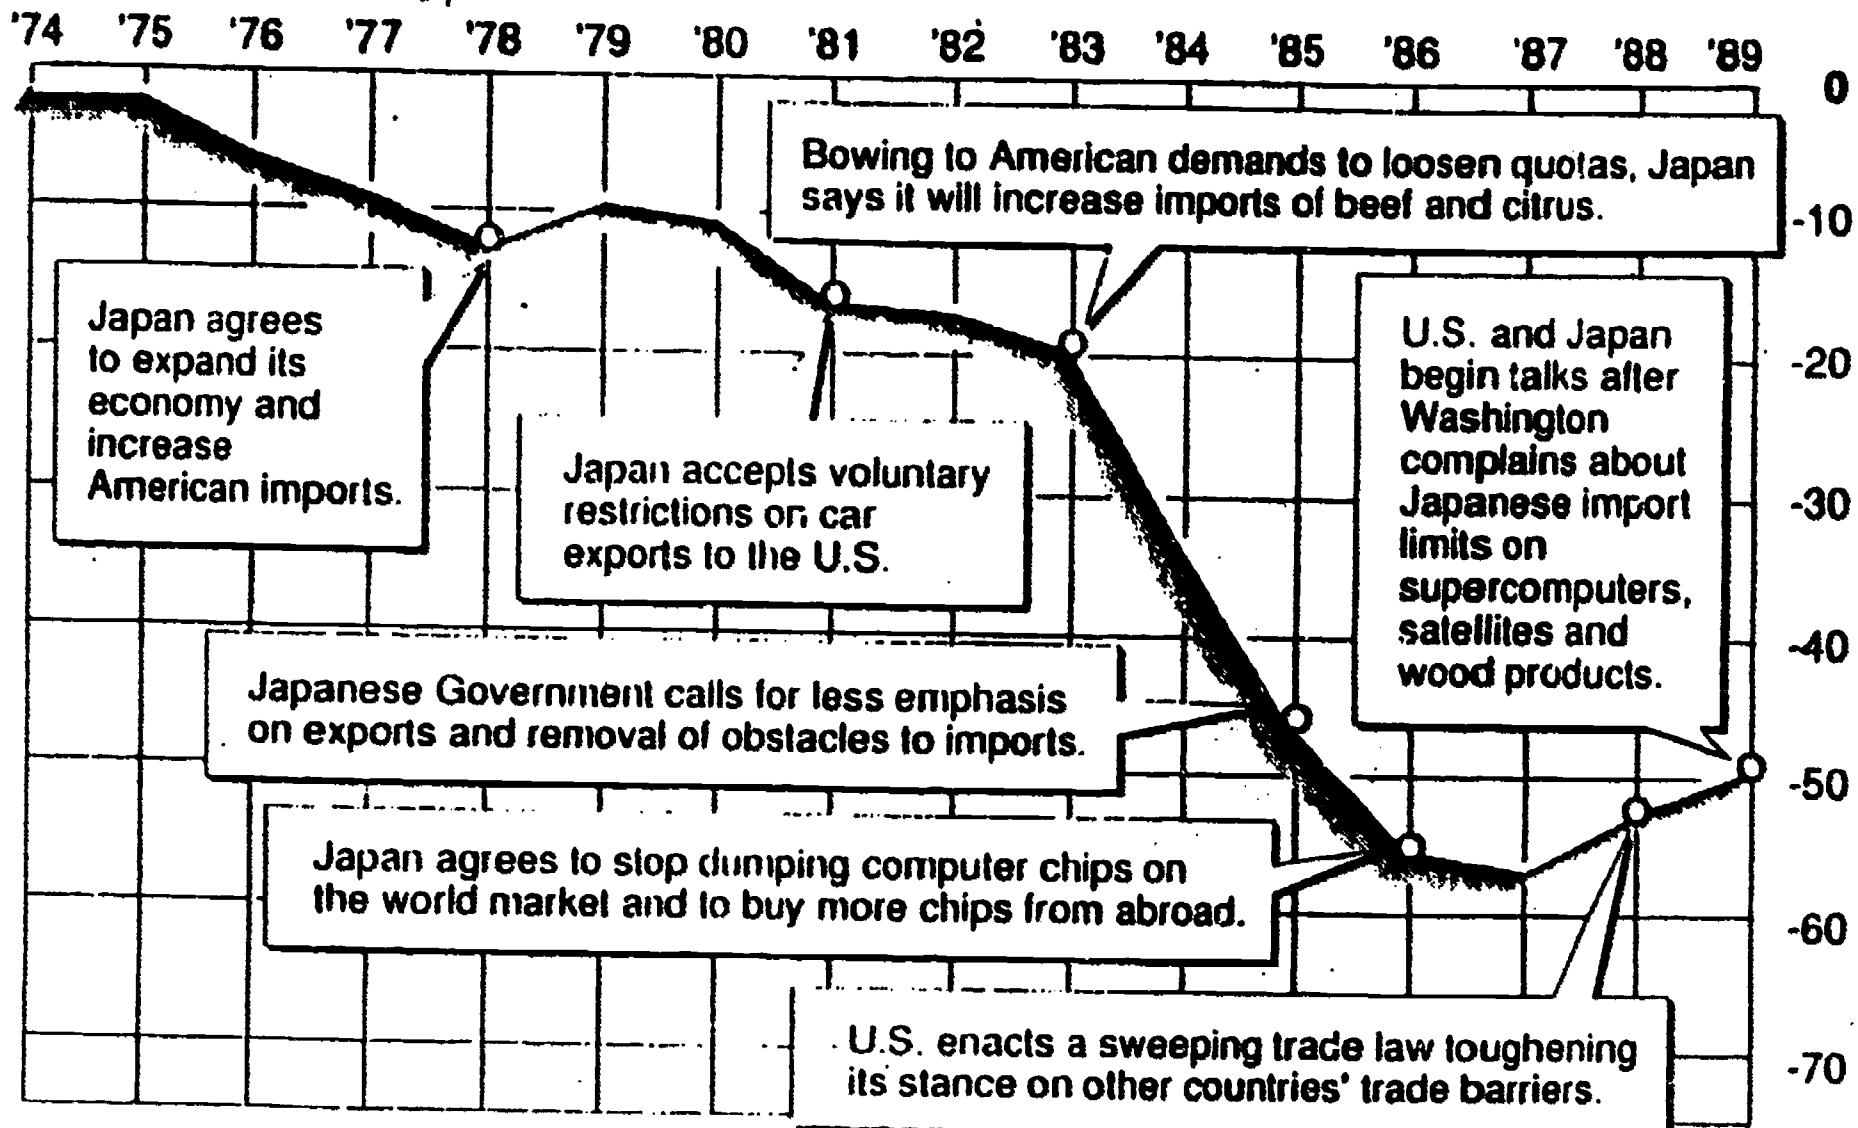 '74 '75 '76 '77 '78 '79 '80 '81 '82 '83 '84 '85 '86 '87 '88 '89
0
-10
-20
-30
-40
-50
-60
-70
Bowing to American demands to loosen quotas, Japan
says it will increase imports of beef and citrus.
Japan agrees
to expand its
economy and
increase
American imports.
Japan accepts voluntary
restrictions on car
exports to the U.S.
U.S. and Japan
begin talks after
Washington
complains about
Japanese import
limits on
supercomputers,
satellites and
wood products.
Japanese Government calls for less emphasis
on exports and removal of obstacles to imports.
Japan agrees to stop dumping computer chips on
the world market and to buy more chips from abroad.
U.S. enacts a sweeping trade law toughening
its stance on other countries' trade barriers.